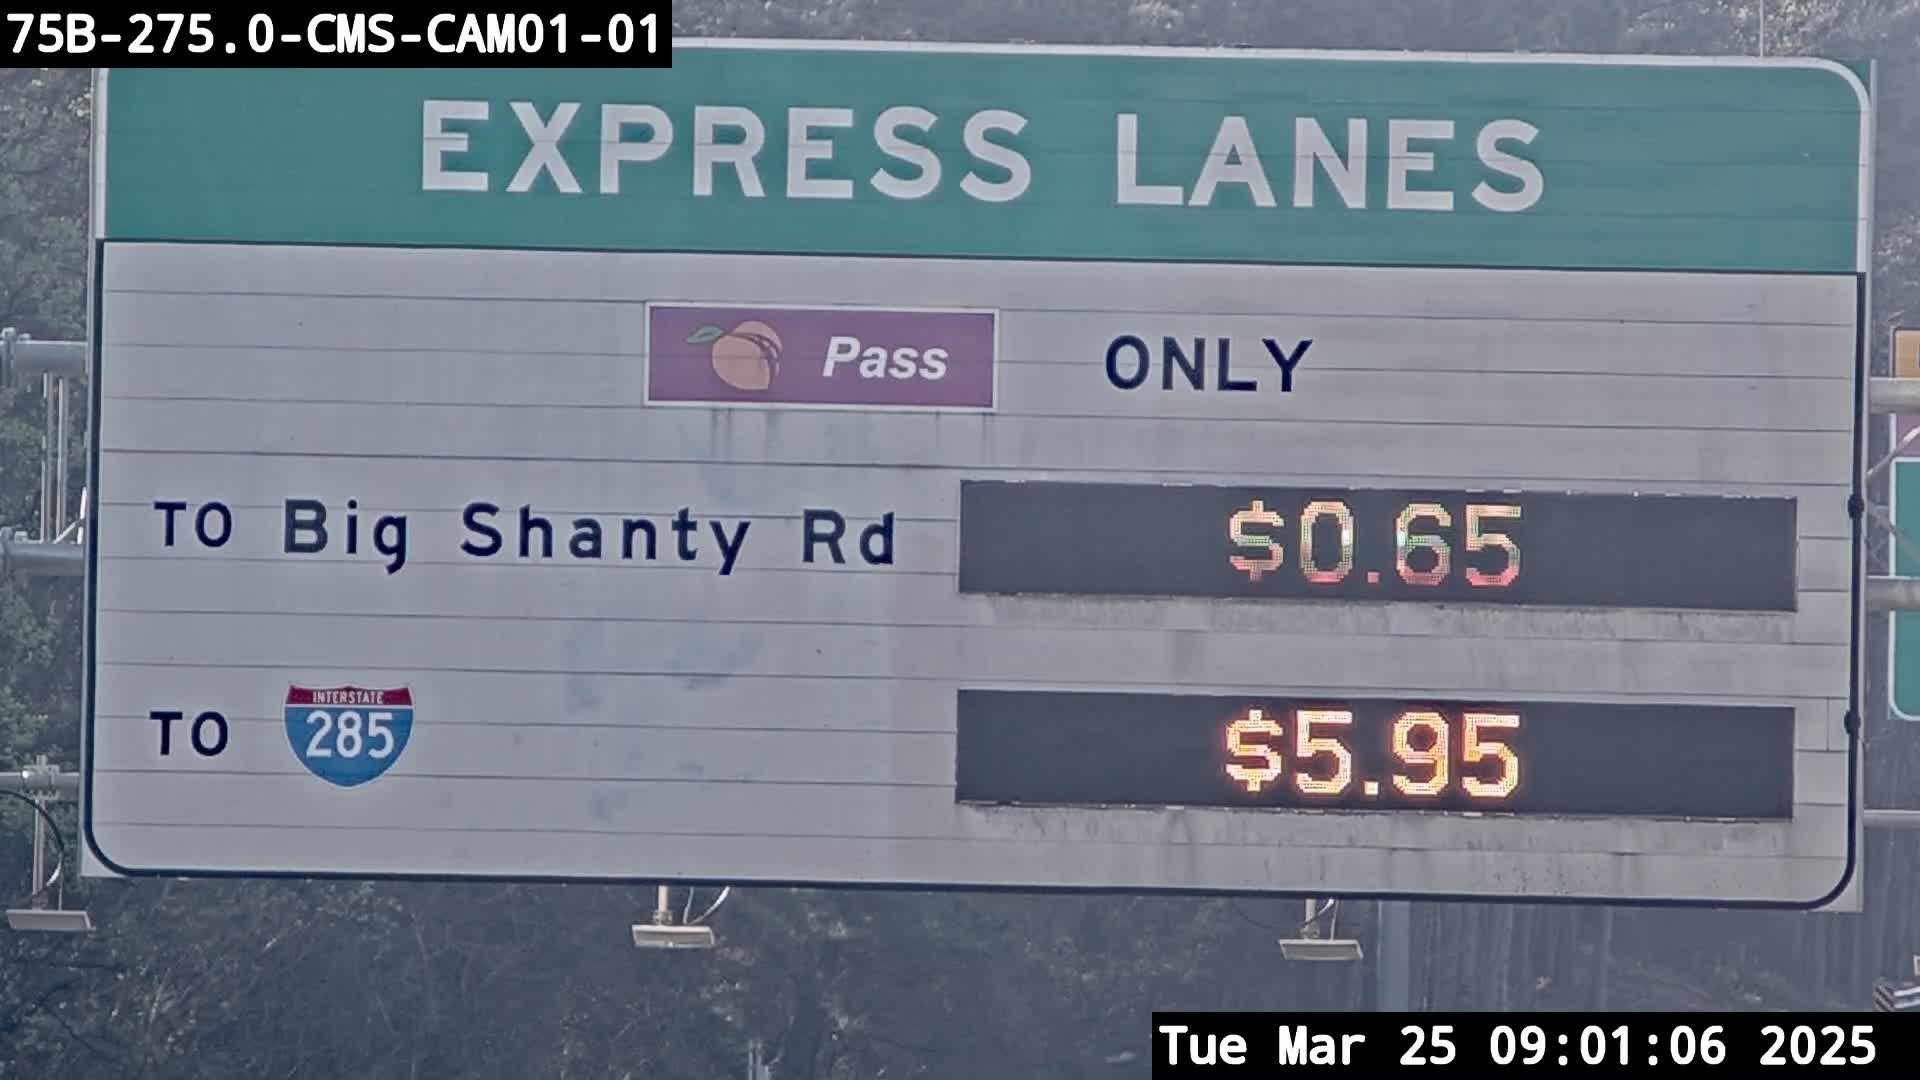 75B-275.0-CMS-CAM01-01
EXPRESS LANES
Pass ONLY
TO Big Shanty Rd $0.65
INTERSTATE
TO 285 $5.95
Tue Mar 25 09:01:06 2025